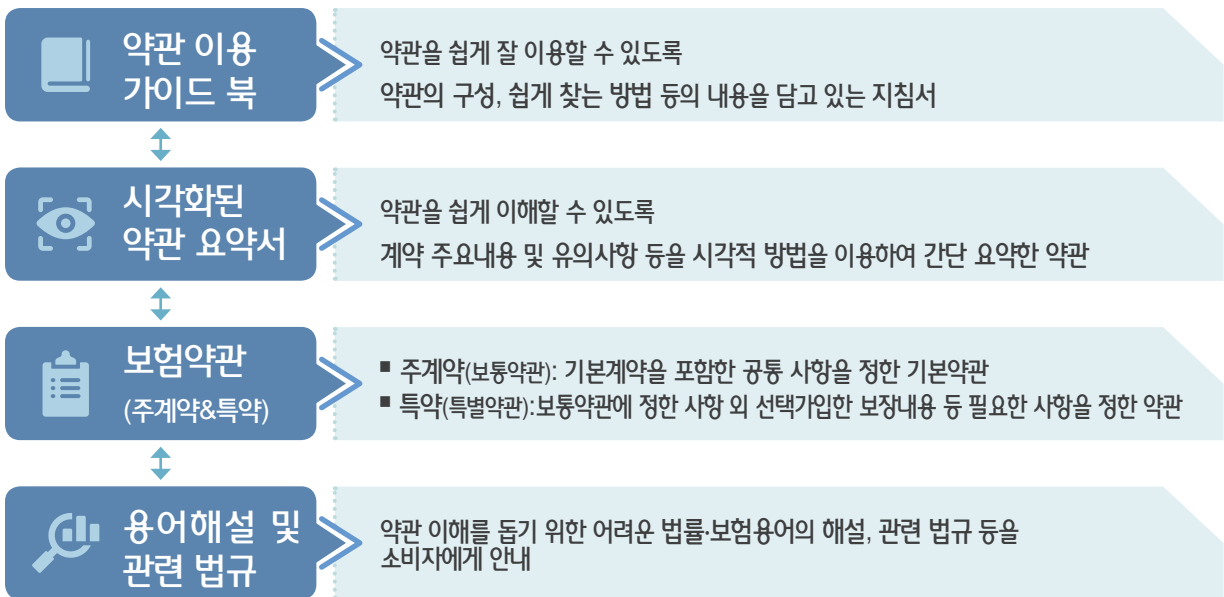 약관 이용
가이드 북
약관을 쉽게 잘 이용할 수 있도록
약관의 구성, 쉽게 찾는 방법 등의 내용을 담고 있는 지침서
시각화된
약관 요약서
약관을 쉽게 이해할 수 있도록
계약 주요내용 및 유의사항 등을 시각적 방법을 이용하여 간단 요약한 약관
보험약관
(주계약&특약)
▪ 주계약(보통약관): 기본계약을 포함한 공통 사항을 정한 기본약관
▪ 특약(특별약관):보통약관에 정한 사항 외 선택가입한 보장내용 등 필요한 사항을 정한 약관
용어해설 및
관련 법규
약관 이해를 돕기 위한 어려운 법률·보험용어의 해설, 관련 법규 등을
소비자에게 안내